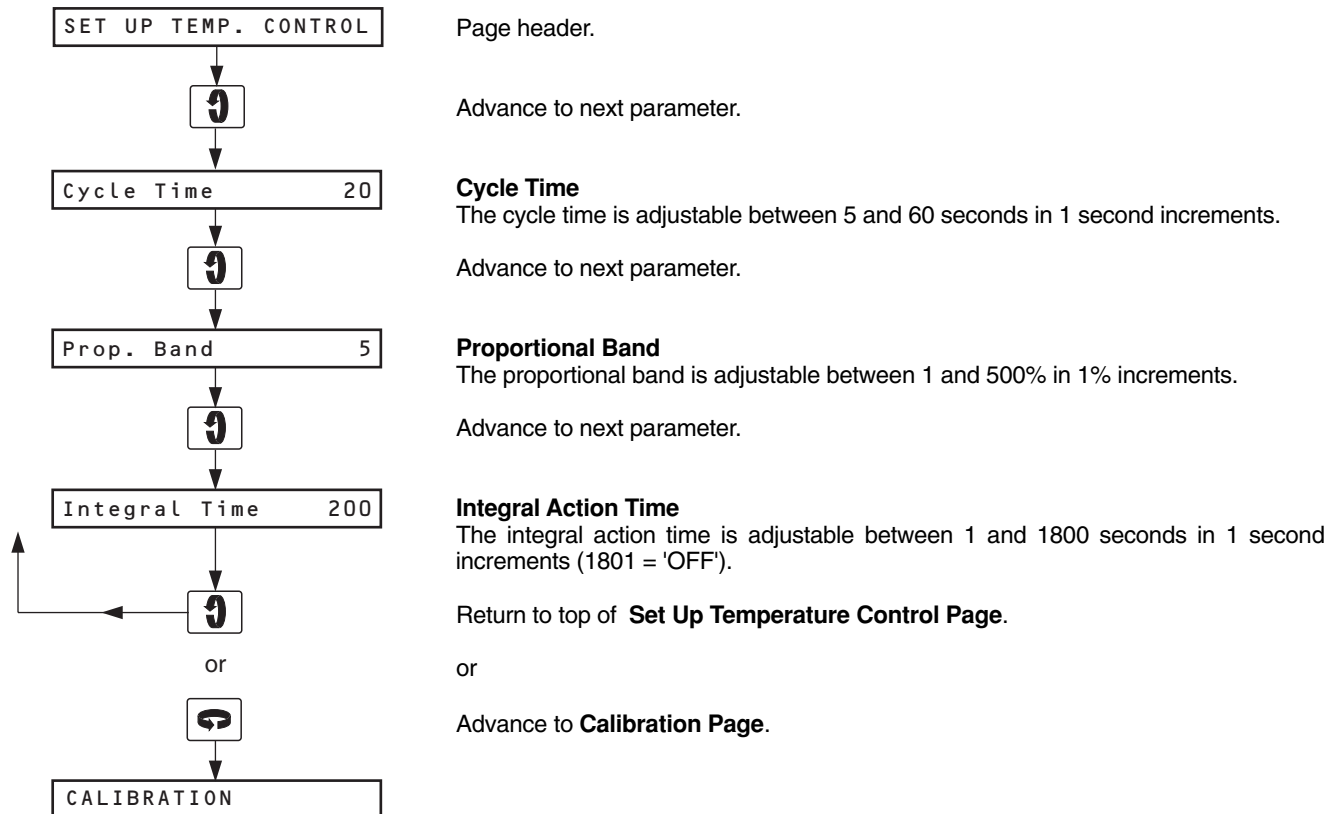 SET UP TEMP. CONTROL
Page header.
Advance to next parameter.
Cycle Time 20
Cycle Time
The cycle time is adjustable between 5 and 60 seconds in 1 second increments.
Advance to next parameter.
Prop. Band 5
Proportional Band
The proportional band is adjustable between 1 and 500% in 1% increments.
Advance to next parameter.
Integral Time 200
Integral Action Time
The integral action time is adjustable between 1 and 1800 seconds in 1 second
increments (1801 = 'OFF').
Return to top of Set Up Temperature Control Page.
or
or
Advance to Calibration Page.
CALIBRATION